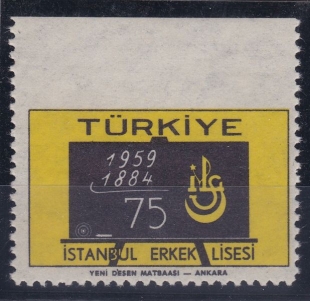 TÜRKİYE
1959
1884
75
İSTANBUL ERKEK LİSESİ
YENİ DESEN MATBAASI — ANKARA